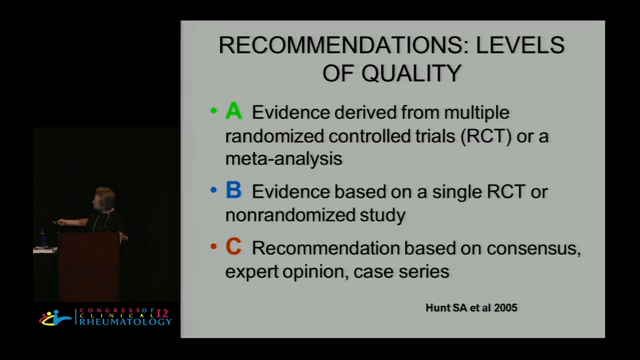 RECOMMENDATIONS: LEVELS
OF QUALITY
• A Evidence derived from multiple
randomized controlled trials (RCT) or a
meta-analysis
• B Evidence based on a single RCT or
nonrandomized study
• C Recommendation based on consensus,
expert opinion, case series
Hunt SA et al 2005
CONGRESS OF
CLINICAL 12
RHEUMATOLOGY